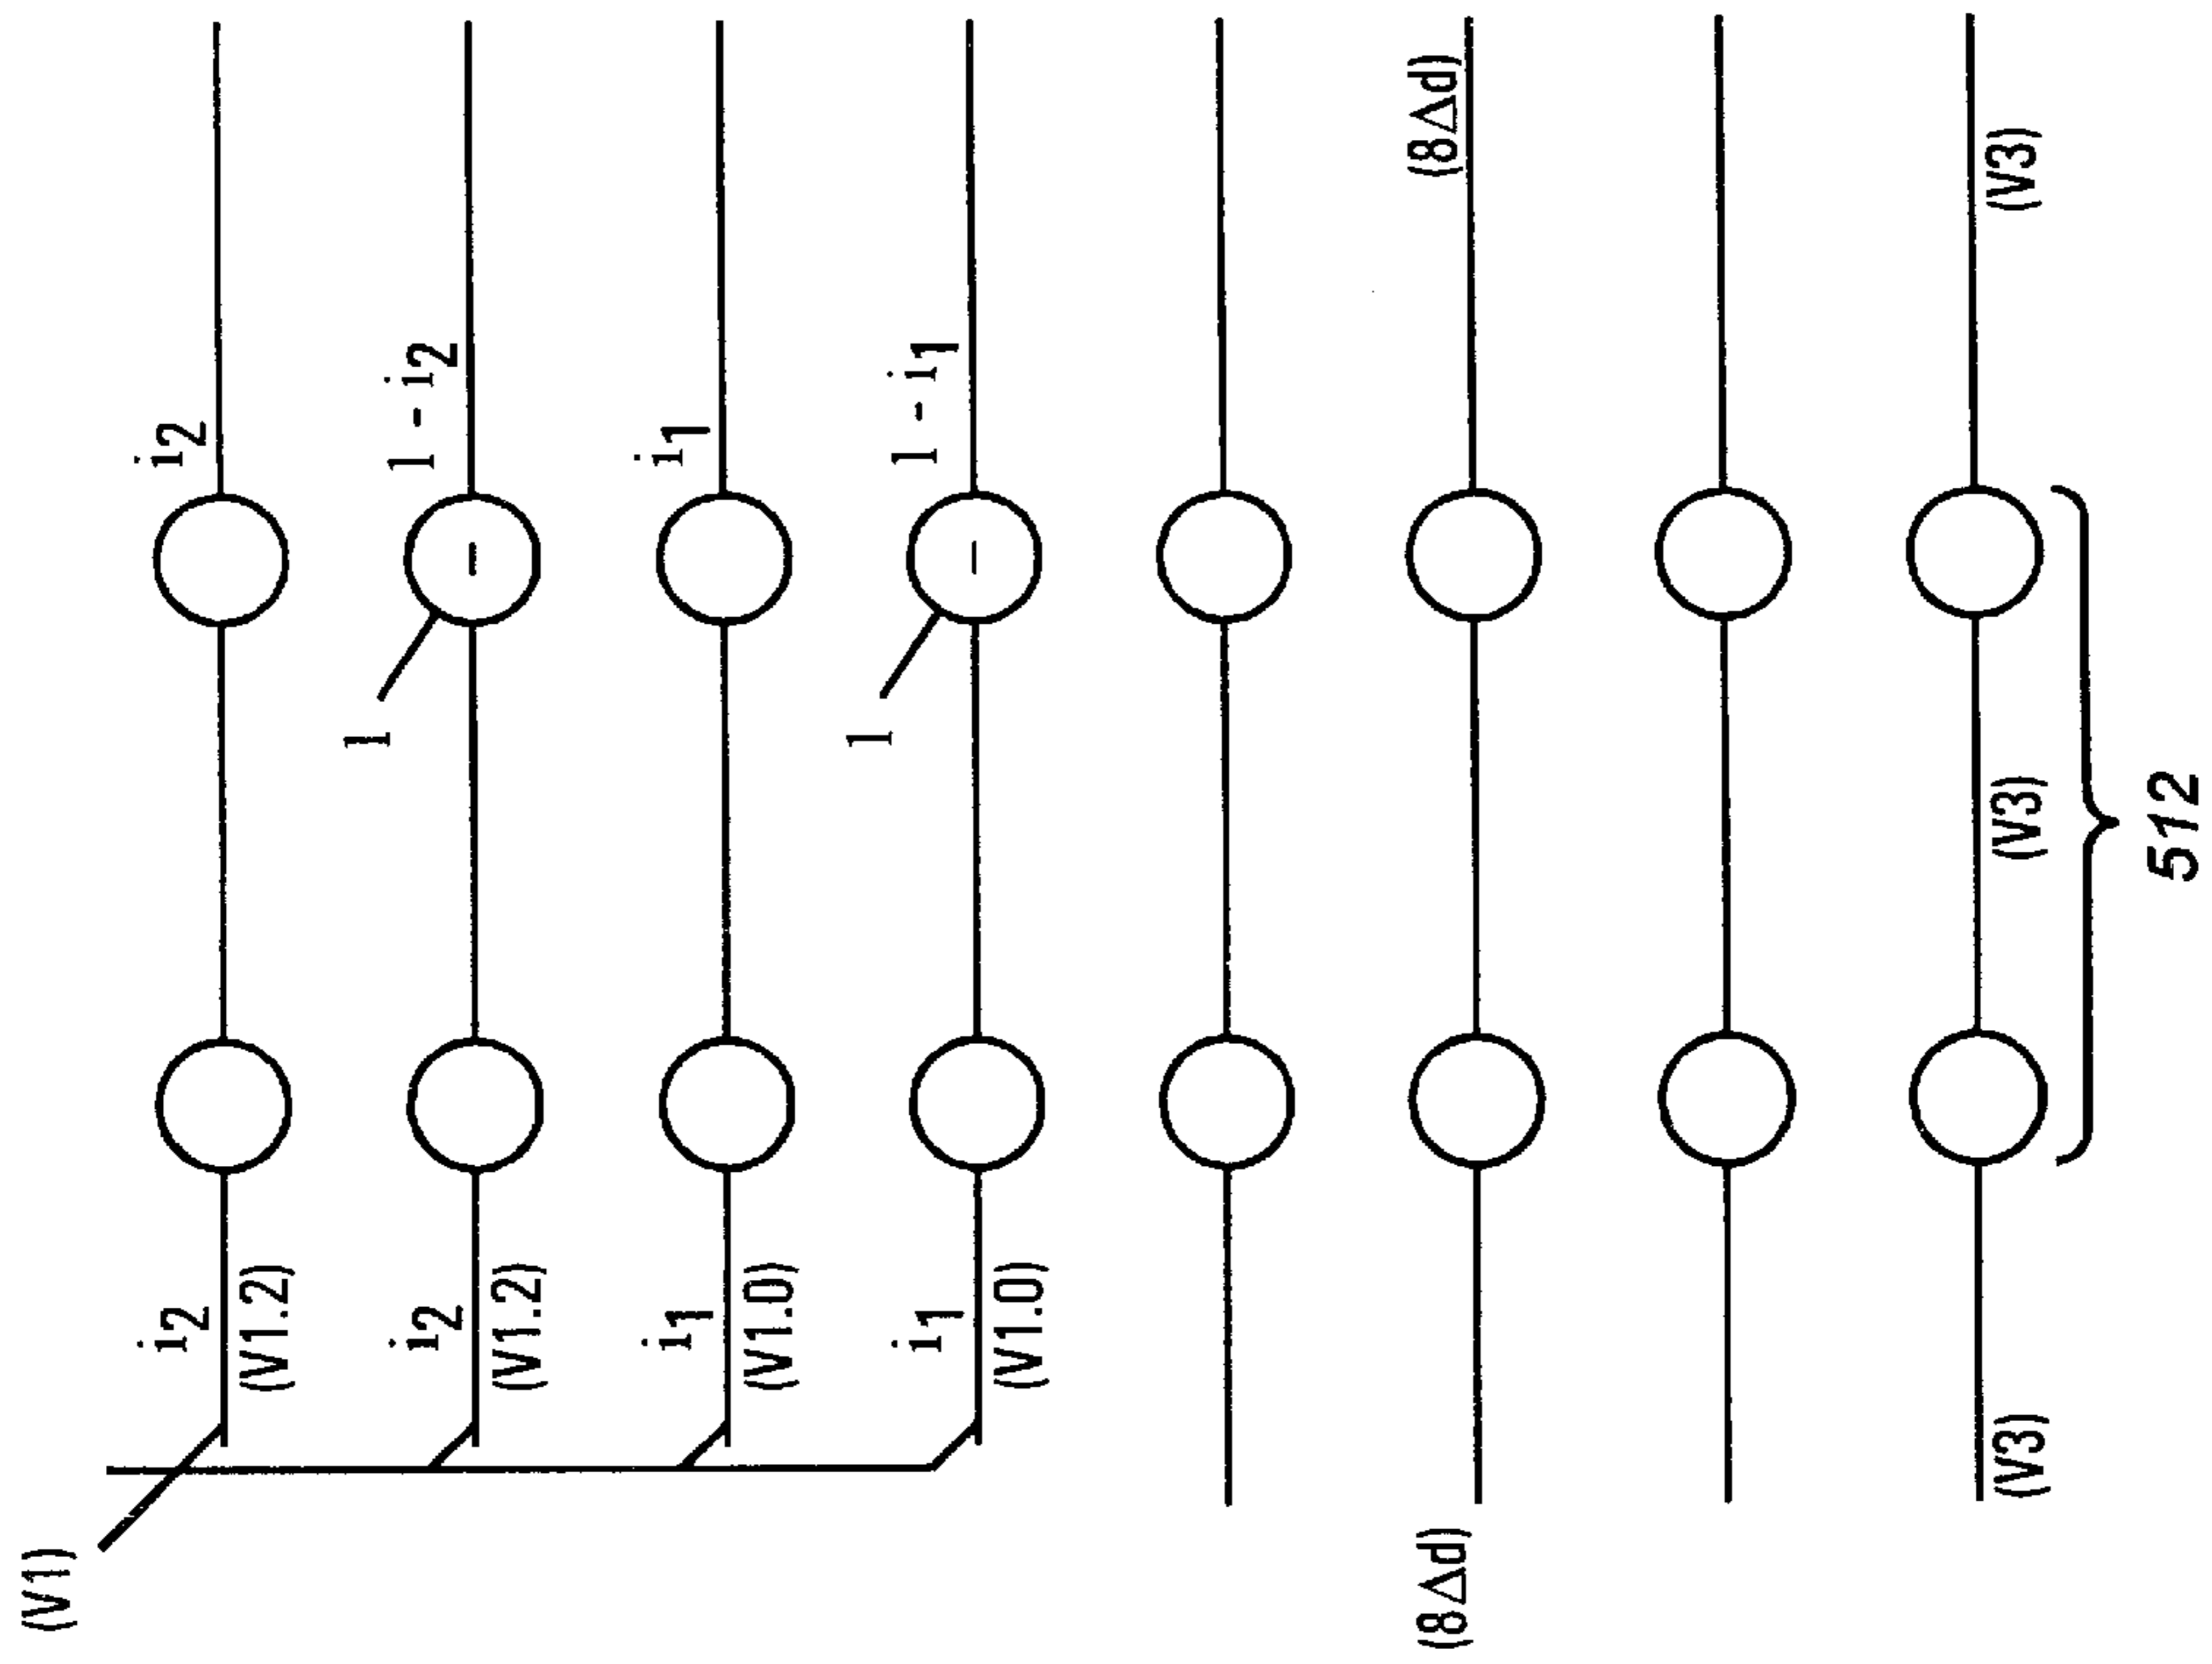 (V1)
i2
i2
(V1.2)
1
-
i2
1 - i2
(V1.2)
i1
i1
(V1.0)
1
-
i1
1 - i1
(V1.0)
(8Δd)
(8Δd)
(V3)
(V3)
(V3)
512